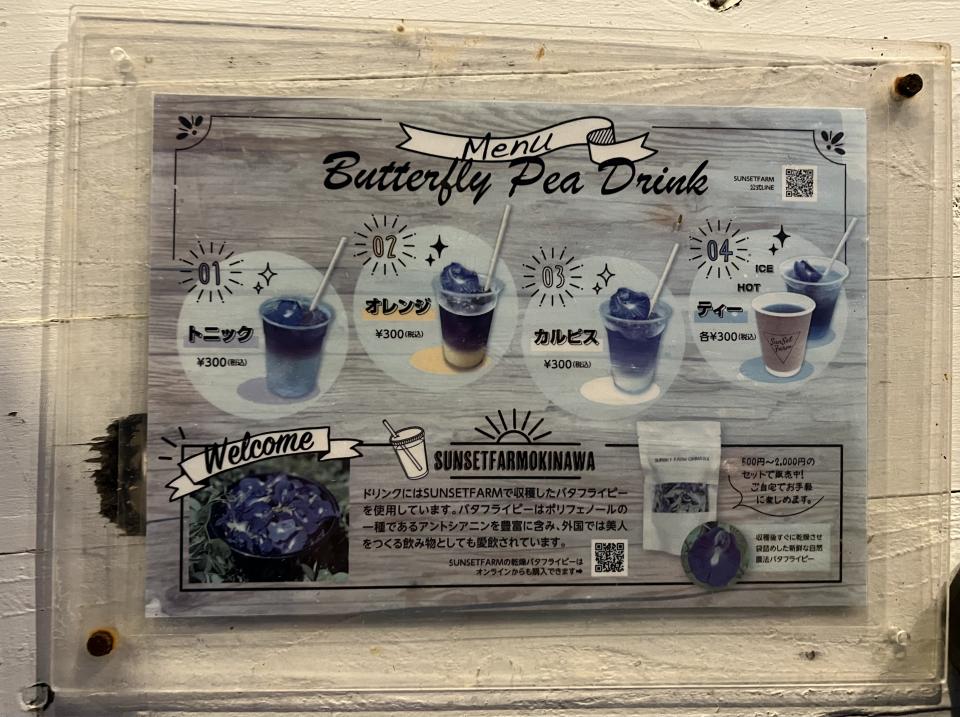 Menu
Butterfly Pea Drink
SUNSETFARM
公式LINE
01
トニック
¥300(税込)
02
オレンジ
¥300(税込)
03
カルピス
¥300(税込)
04
ICE
HOT
ティー
各¥300(税込)
SunSet
Farm
Welcome
SUNSETFARMOKINAWA
ドリンクにはSUNSETFARMで収穫したバタフライピー
を使用しています。バタフライピーはポリフェノールの
一種であるアントシアニンを豊富に含み、外国では美人
をつくる飲み物としても愛飲されています。
SUNSETFARMの乾燥バタフライピーは
オンラインからも購入できます➡
SUNSET FARM OKINAWA
500円〜2,000円の
セットで販売中!
ご自宅でお手軽
に楽しめます。
収穫後すぐに乾燥させ
袋詰めした新鮮な自然
農法バタフライピー